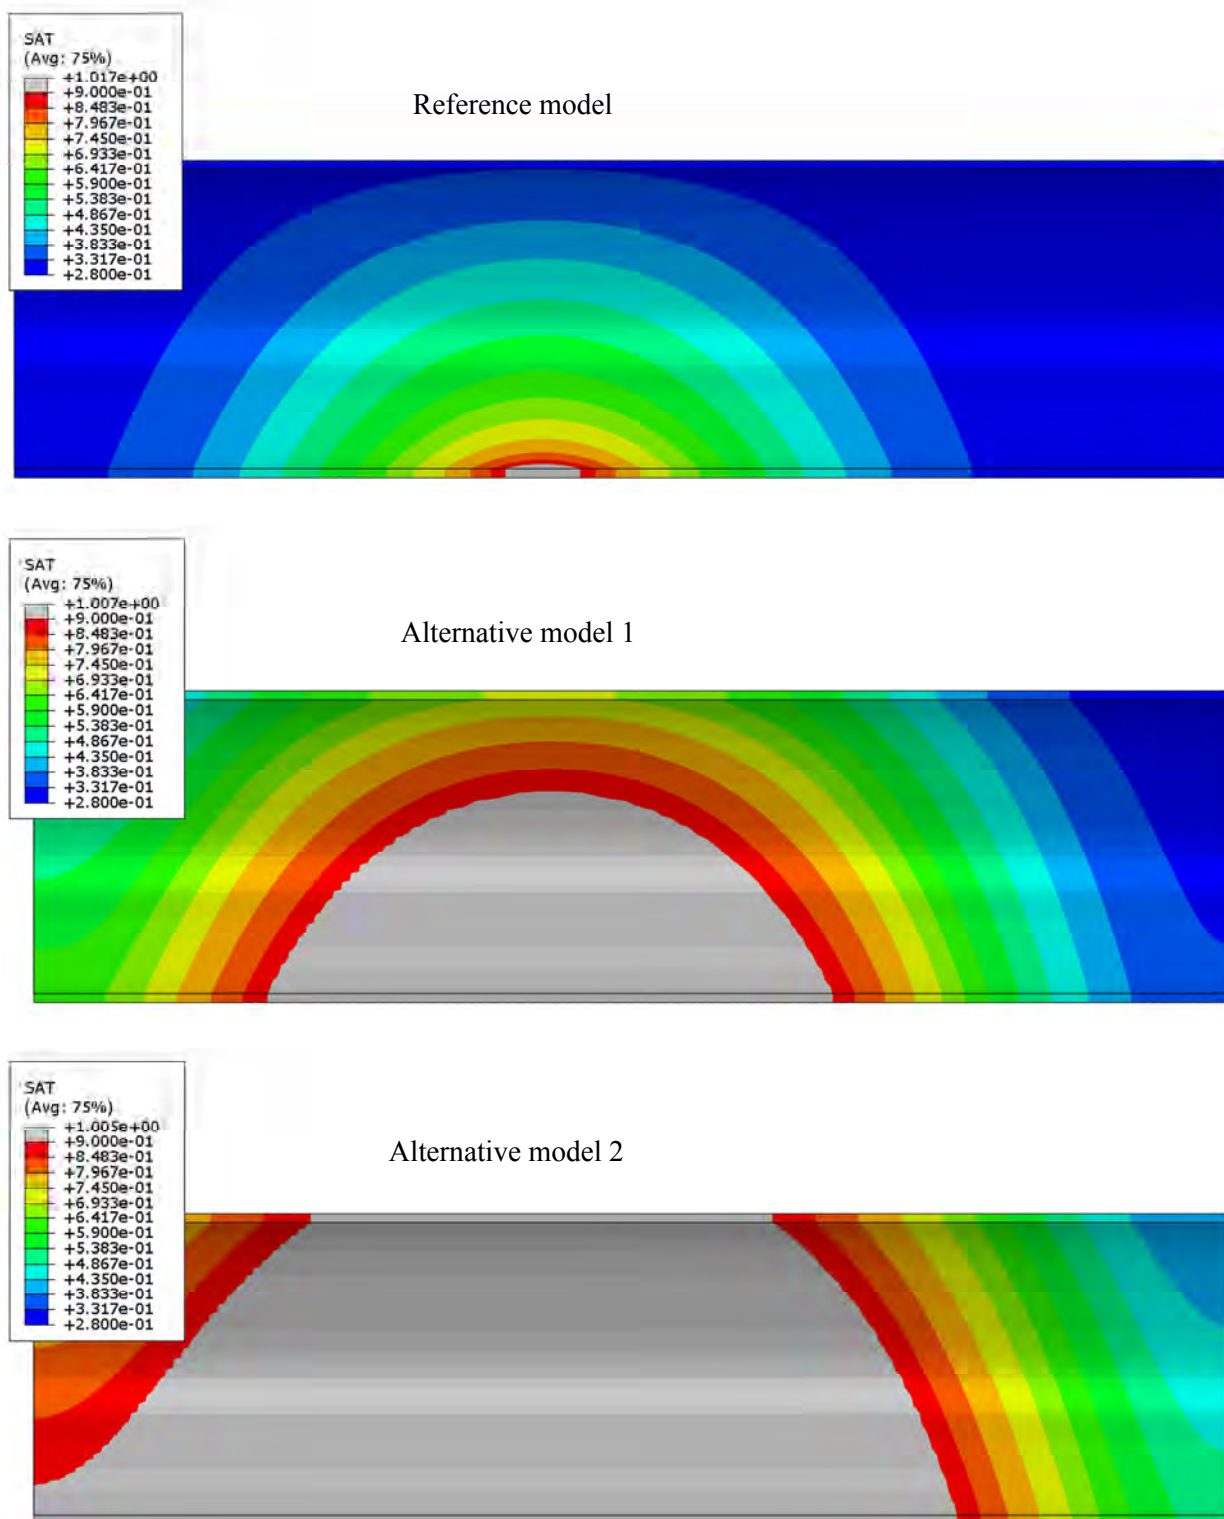 SAT
(Avg: 75%)
+1.017e+00
+9.000e-01
+8.483e-01
+7.967e-01
+7.450e-01
+6.933e-01
+6.417e-01
+5.900e-01
+5.383e-01
+4.867e-01
+4.350e-01
+3.833e-01
+3.317e-01
+2.800e-01
Reference model
SAT
(Avg: 75%)
+1.007e+00
+9.000e-01
+8.483e-01
+7.967e-01
+7.450e-01
+6.933e-01
+6.417e-01
+5.900e-01
+5.383e-01
+4.867e-01
+4.350e-01
+3.833e-01
+3.317e-01
+2.800e-01
Alternative model 1
SAT
(Avg: 75%)
+1.005e+00
+9.000e-01
+8.483e-01
+7.967e-01
+7.450e-01
+6.933e-01
+6.417e-01
+5.900e-01
+5.383e-01
+4.867e-01
+4.350e-01
+3.833e-01
+3.317e-01
+2.800e-01
Alternative model 2